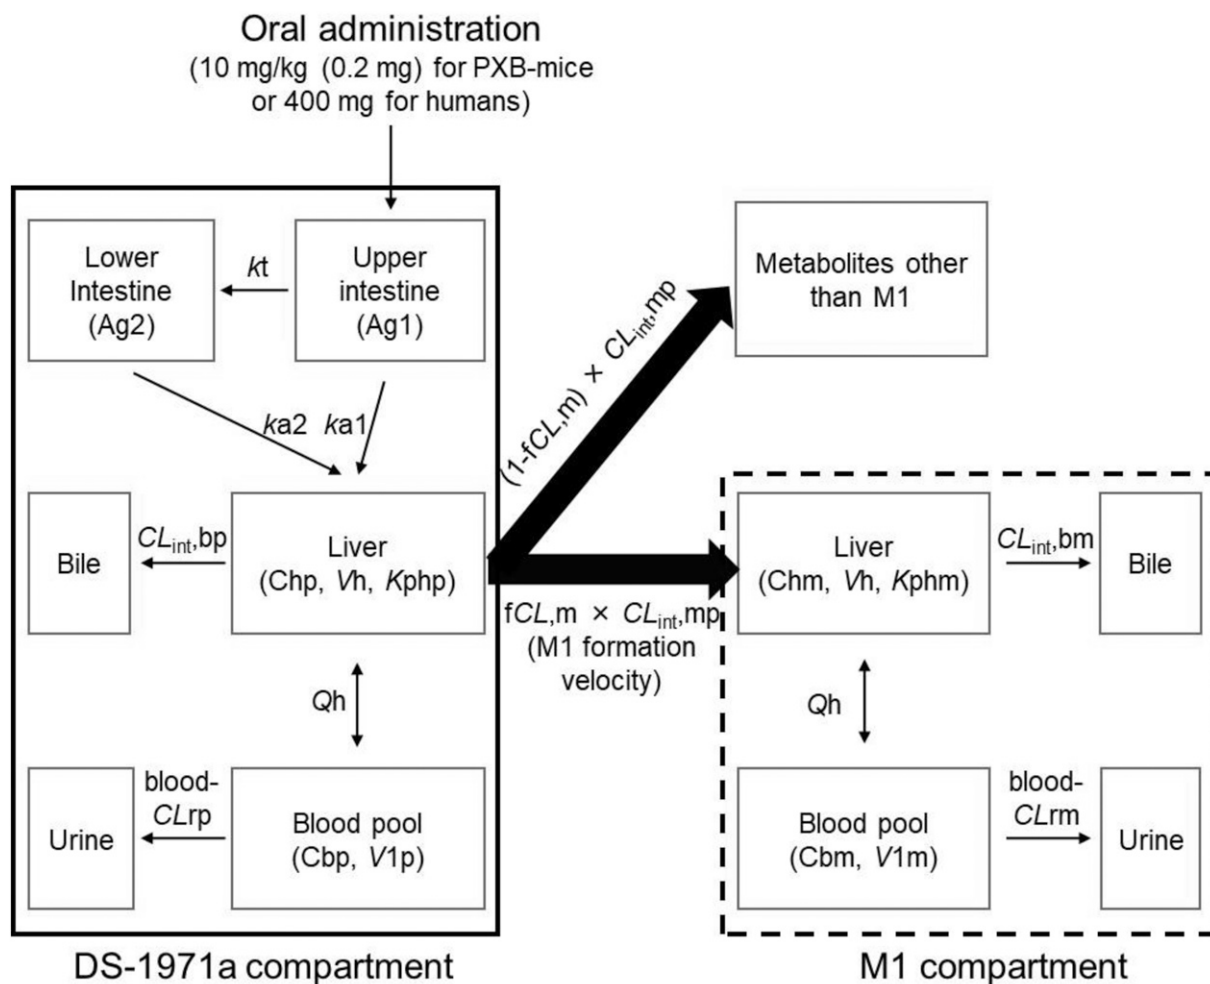 Oral administration
(10 mg/kg (0.2 mg) for PXB-mice
or 400 mg for humans)
Lower
Intestine
(Ag2)
kt
Upper
intestine
(Ag1)
Metabolites other
than M1
ka2 ka1
(1-fCL,m) × CLint,mp
Bile
CLint,bp
Liver
(Chp, Vh, Kphp)
fCL,m × CLint,mp
(M1 formation
velocity)
Liver
(Chm, Vh, Kphm)
CLint,bm
Bile
Qh
Qh
Urine
blood-
CLrp
Blood pool
(Cbp, V1p)
Blood pool
(Cbm, V1m)
blood-
CLrm
Urine
DS-1971a compartment
M1 compartment